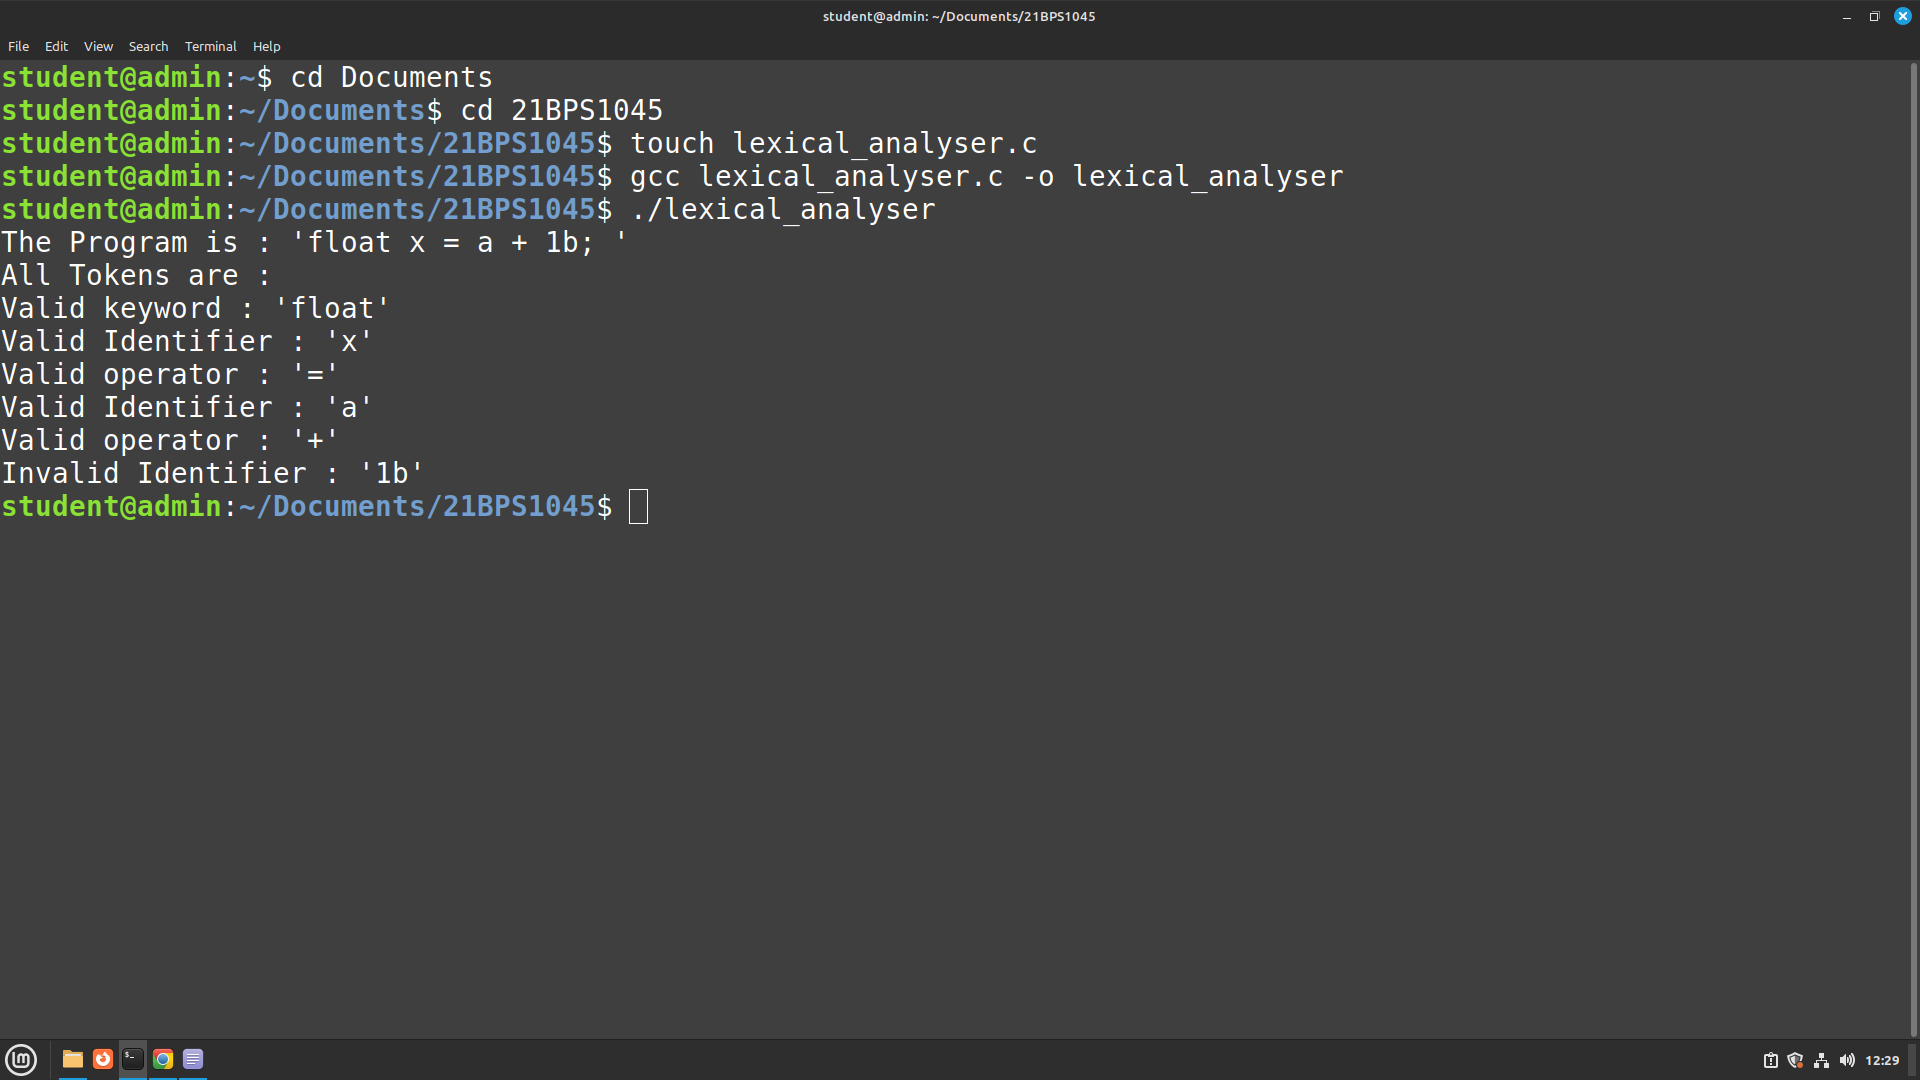 student@admin: ~/Documents/21BPS1045
File Edit View Search Terminal Help
student@admin:~$ cd Documents
student@admin:~/Documents$ cd 21BPS1045
student@admin:~/Documents/21BPS1045$ touch lexical_analyser.c
student@admin:~/Documents/21BPS1045$ gcc lexical_analyser.c -o lexical_analyser
student@admin:~/Documents/21BPS1045$ ./lexical_analyser
The Program is : 'float x = a + 1b; '
All Tokens are :
Valid keyword : 'float'
Valid Identifier : 'x'
Valid operator : '='
Valid Identifier : 'a'
Valid operator : '+'
Invalid Identifier : '1b'
student@admin:~/Documents/21BPS1045$
12:29